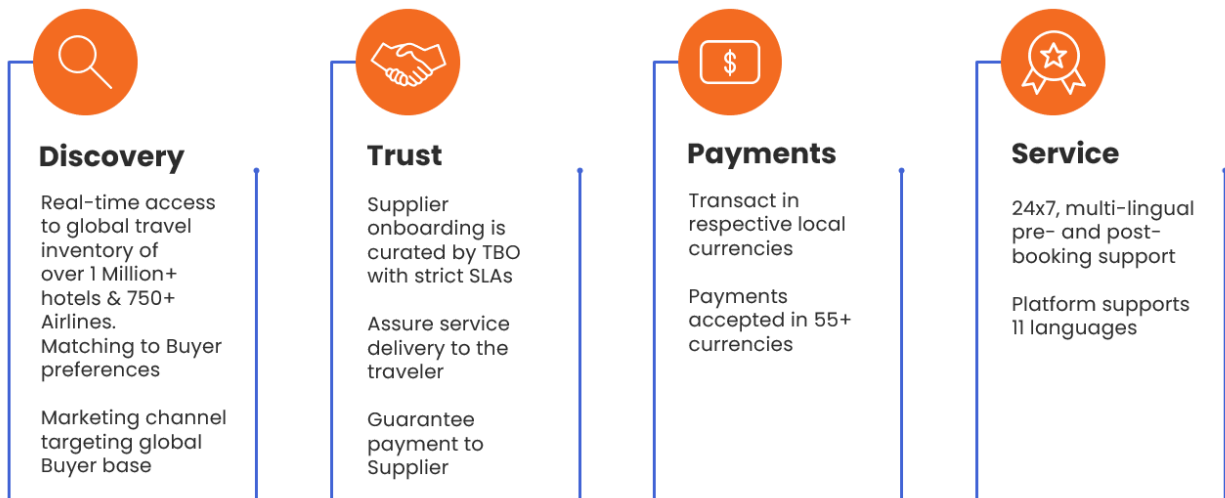 Discovery
Real-time access
to global travel
inventory of
over 1 Million+
hotels & 750+
Airlines.
Matching to Buyer
preferences
Marketing channel
targeting global
Buyer base
Trust
Supplier
onboarding is
curated by TBO
with strict SLAs
Assure service
delivery to the
traveler
Guarantee
payment to
Supplier
$
Payments
Transact in
respective local
currencies
Payments
accepted in 55+
currencies
Service
24x7, multi-lingual
pre- and post-
booking support
Platform supports
11 languages